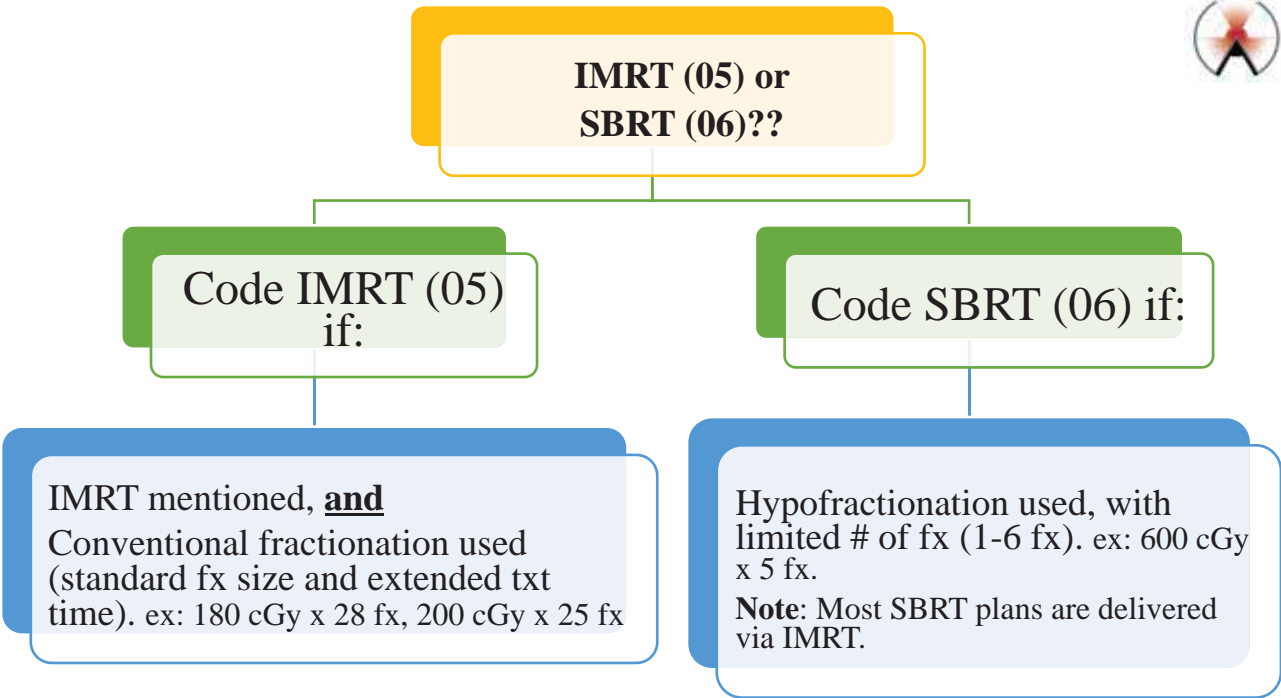 IMRT (05) or
SBRT (06)??
Code IMRT (05)
if:
Code SBRT (06) if:
IMRT mentioned, and
Conventional fractionation used
(standard fx size and extended txt
time). ex: 180 cGy x 28 fx, 200 cGy x 25 fx
Hypofractionation used, with
limited # of fx (1-6 fx). ex: 600 cGy
x 5 fx.
Note: Most SBRT plans are delivered
via IMRT.